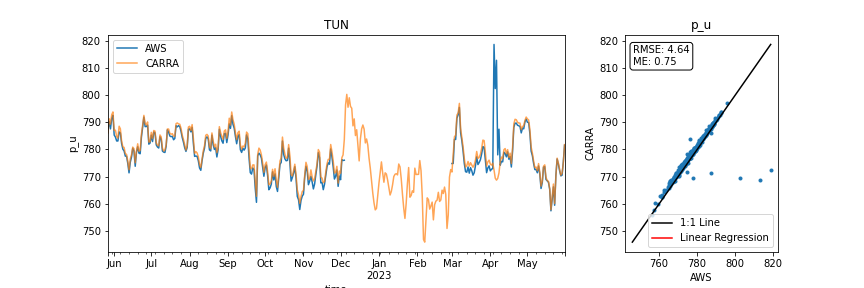 TUN
p_u
820
810
800
790
780
770
760
750
p_u
AWS
CARRA
Jun
Jul
Aug
Sep
Oct
Nov
Dec
Jan
2023
Feb
Mar
Apr
May
time
p_u
820
810
800
790
780
770
760
750
CARRA
RMSE: 4.64
ME: 0.75
1:1 Line
Linear Regression
760
780
800
820
AWS